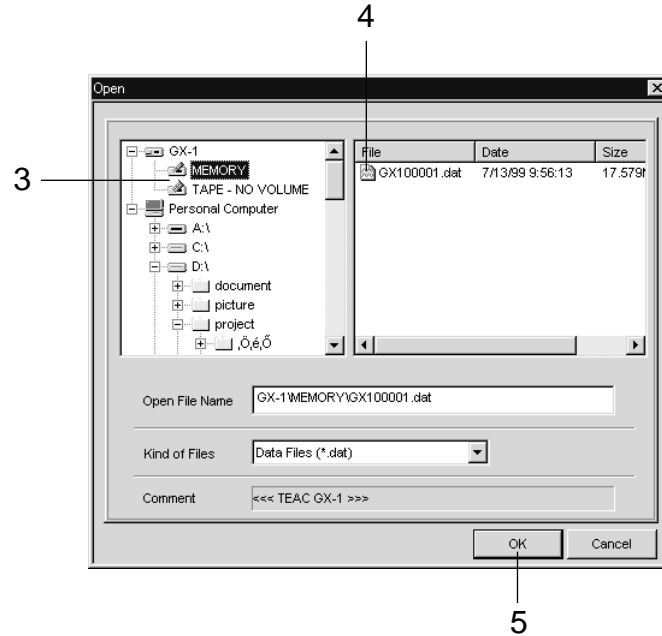 4
Open
3
GX-1
MEMORY
TAPE - NO VOLUME
Personal Computer
A:\
C:\
D:\
document
picture
project
‚Ö‚é‚Ő
File Date Size
GX100001.dat 7/13/99 9:56:13 17.579
Open File Name GX-1\MEMORY\GX100001.dat
Kind of Files Data Files (*.dat)
Comment <<< TEAC GX-1 >>>
OK Cancel
5